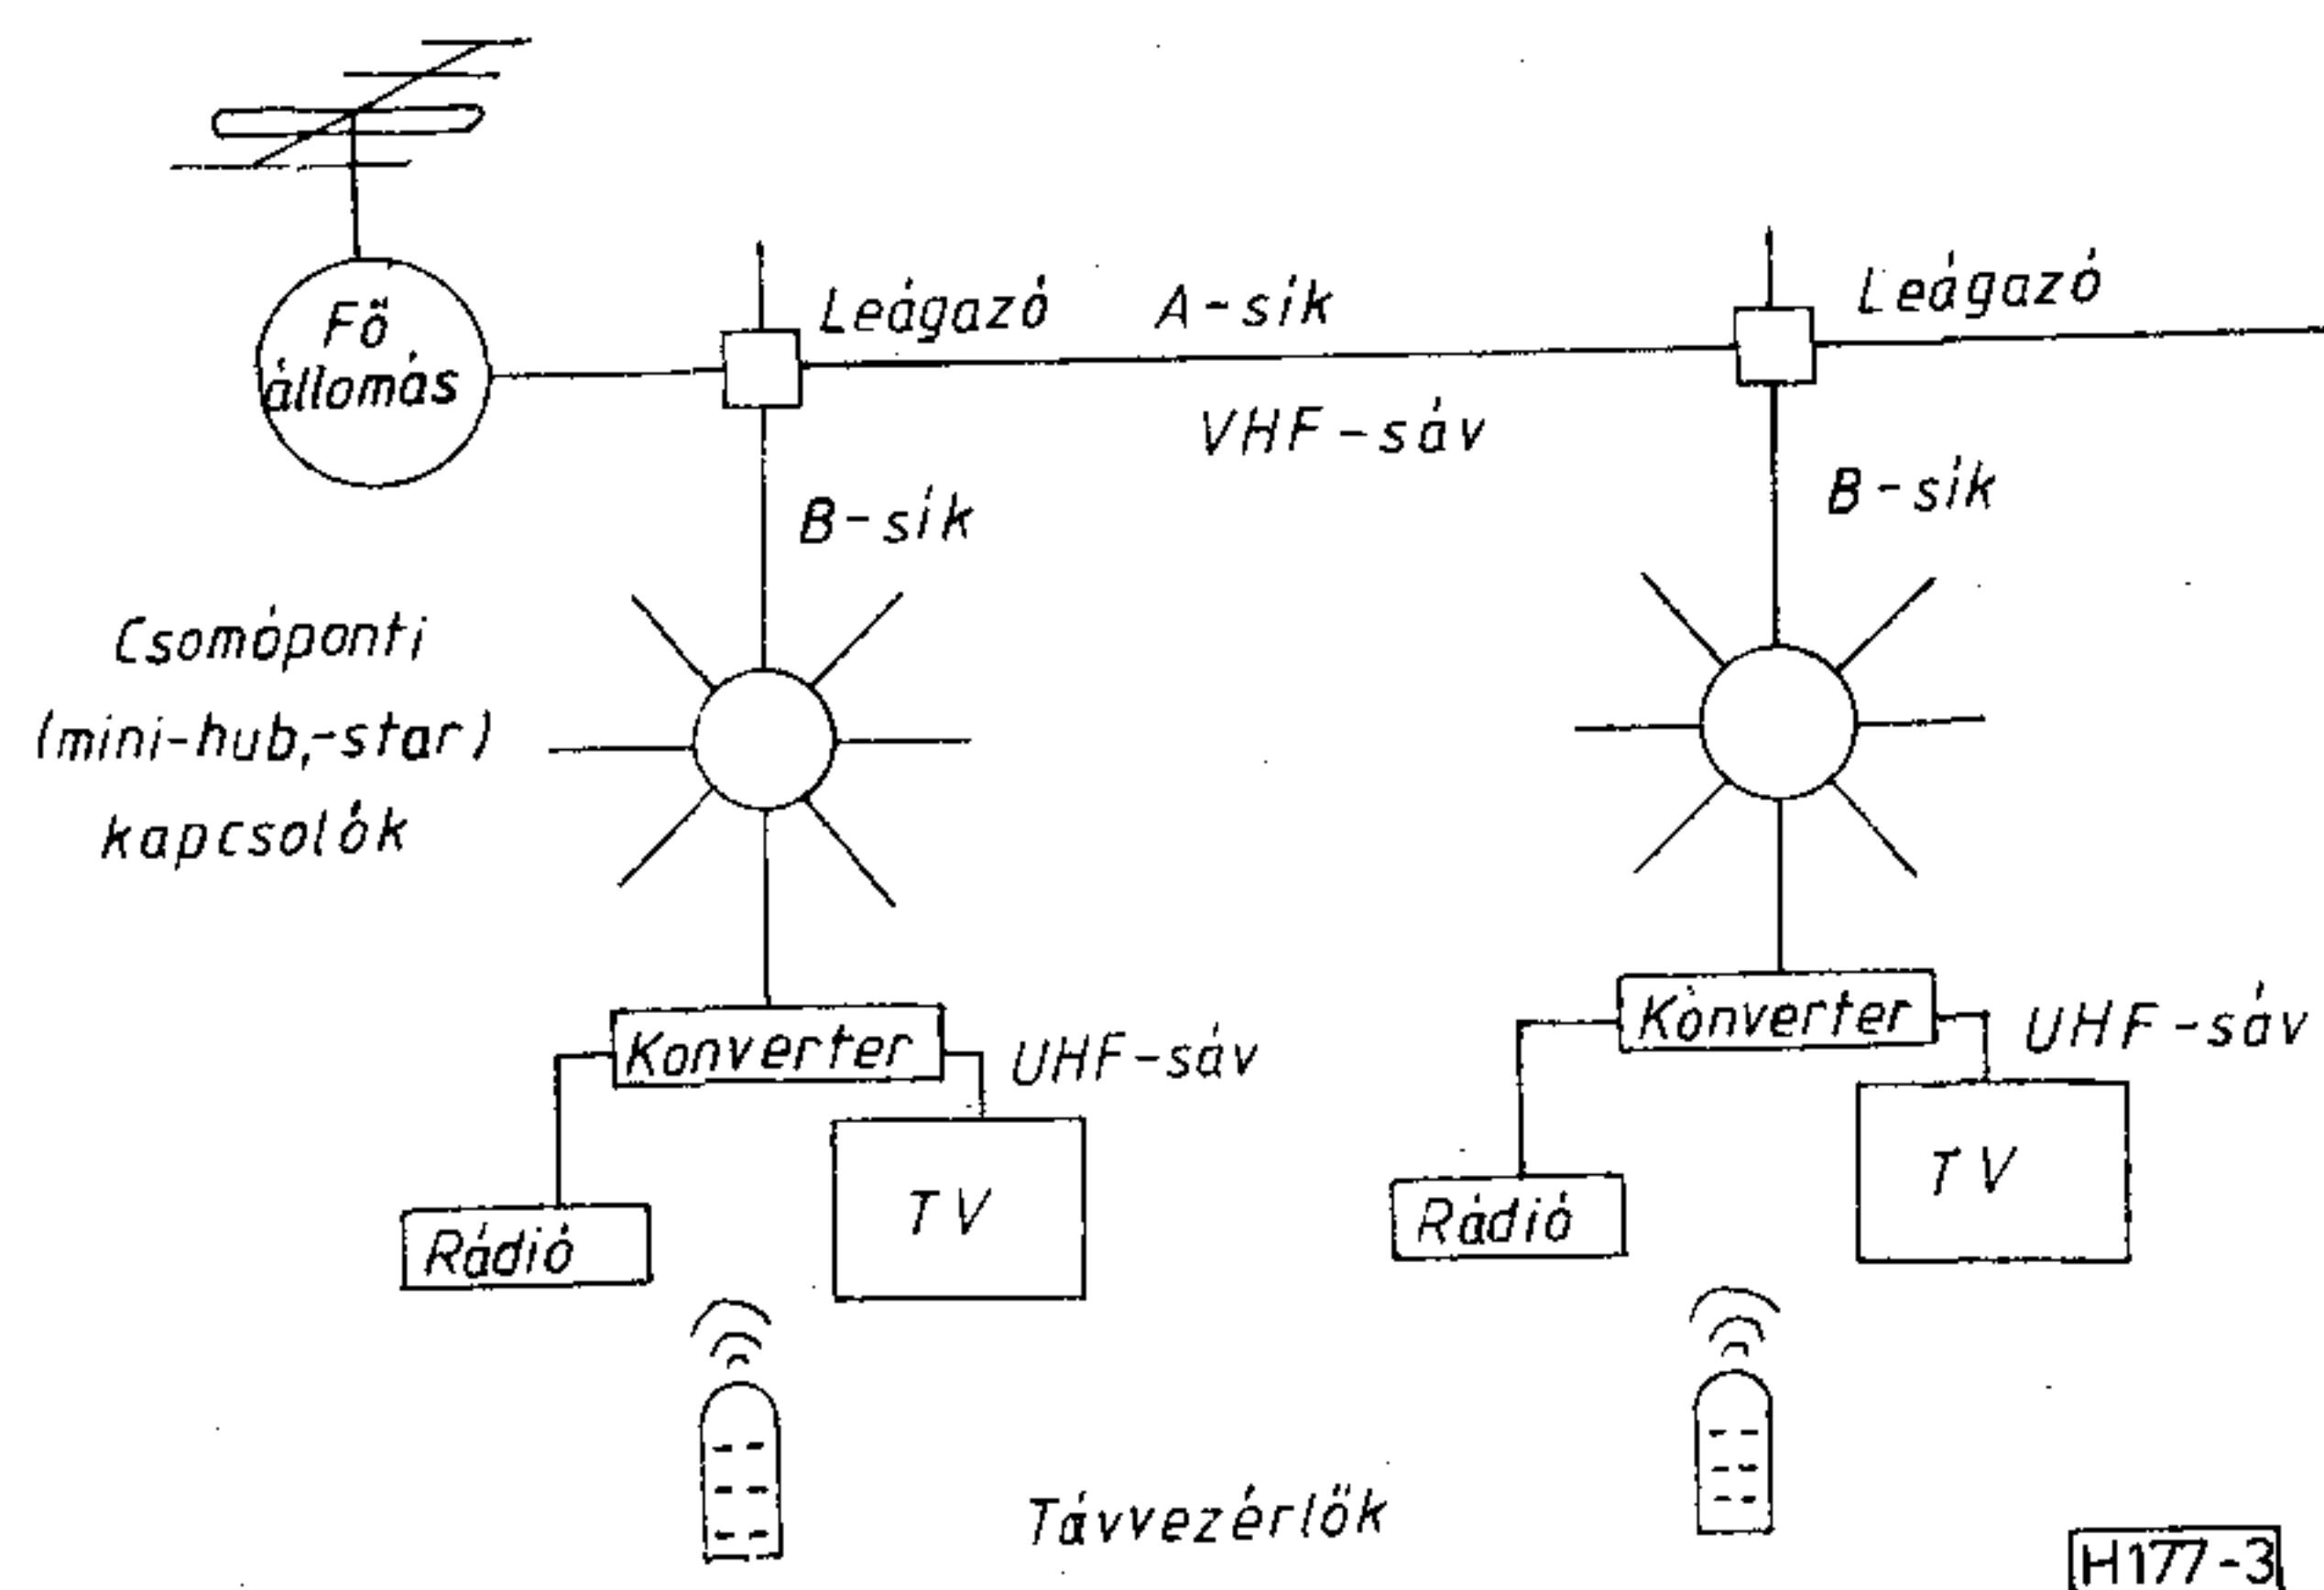 Fő
állomás
Leágazó
A-sík
Leágazó
VHF-sáv
B-sík
B-sík
Csomóponti
(mini-hub,-star)
kapcsolók
Konverter
UHF-sáv
Konverter
UHF-sáv
Rádió
TV
Rádió
TV
Távvezérlők
H177-3